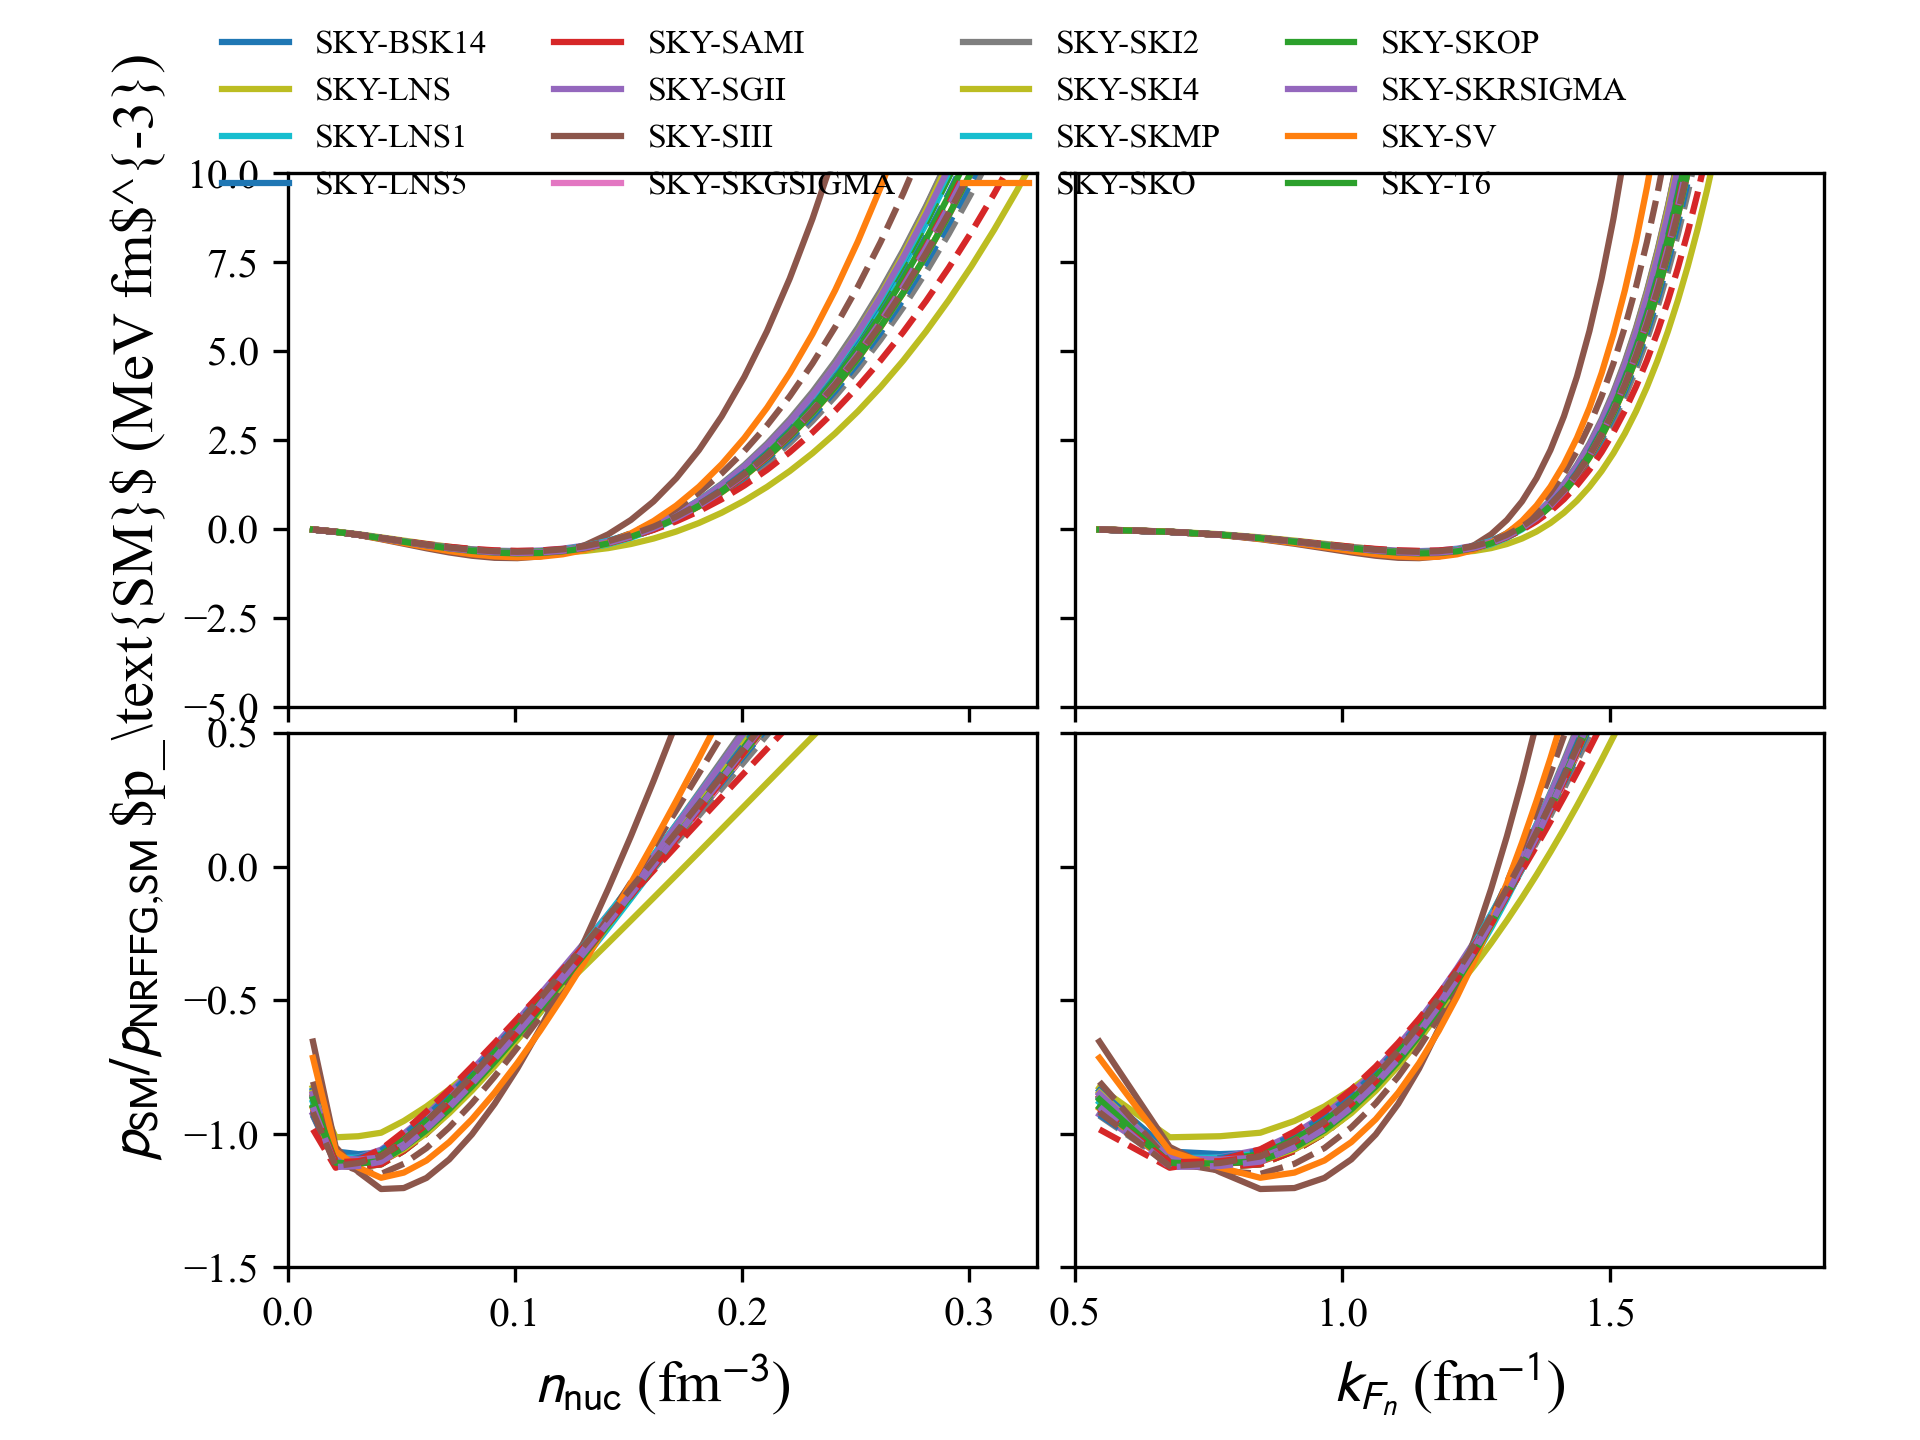 SKY-BSK14 SKY-SAMI SKY-SKI2 SKY-SKOP
SKY-LNS SKY-SGII SKY-SKI4 SKY-SKRSIGMA
SKY-LNS1 SKY-SIII SKY-SKMP SKY-SV
SKY-LNS5 SKY-SKGSIGMA SKY-SKO SKY-T6
$p_\text{SM}$ (MeV fm$^{-3})
10.0
7.5
5.0
2.5
0.0
−2.5
−5.0
p_SM/p_NRFFG,SM
0.5
0.0
−0.5
−1.0
−1.5
0.0 0.1 0.2 0.3
0.5 1.0 1.5
n_nuc (fm⁻³)
k_{F_n} (fm⁻¹)